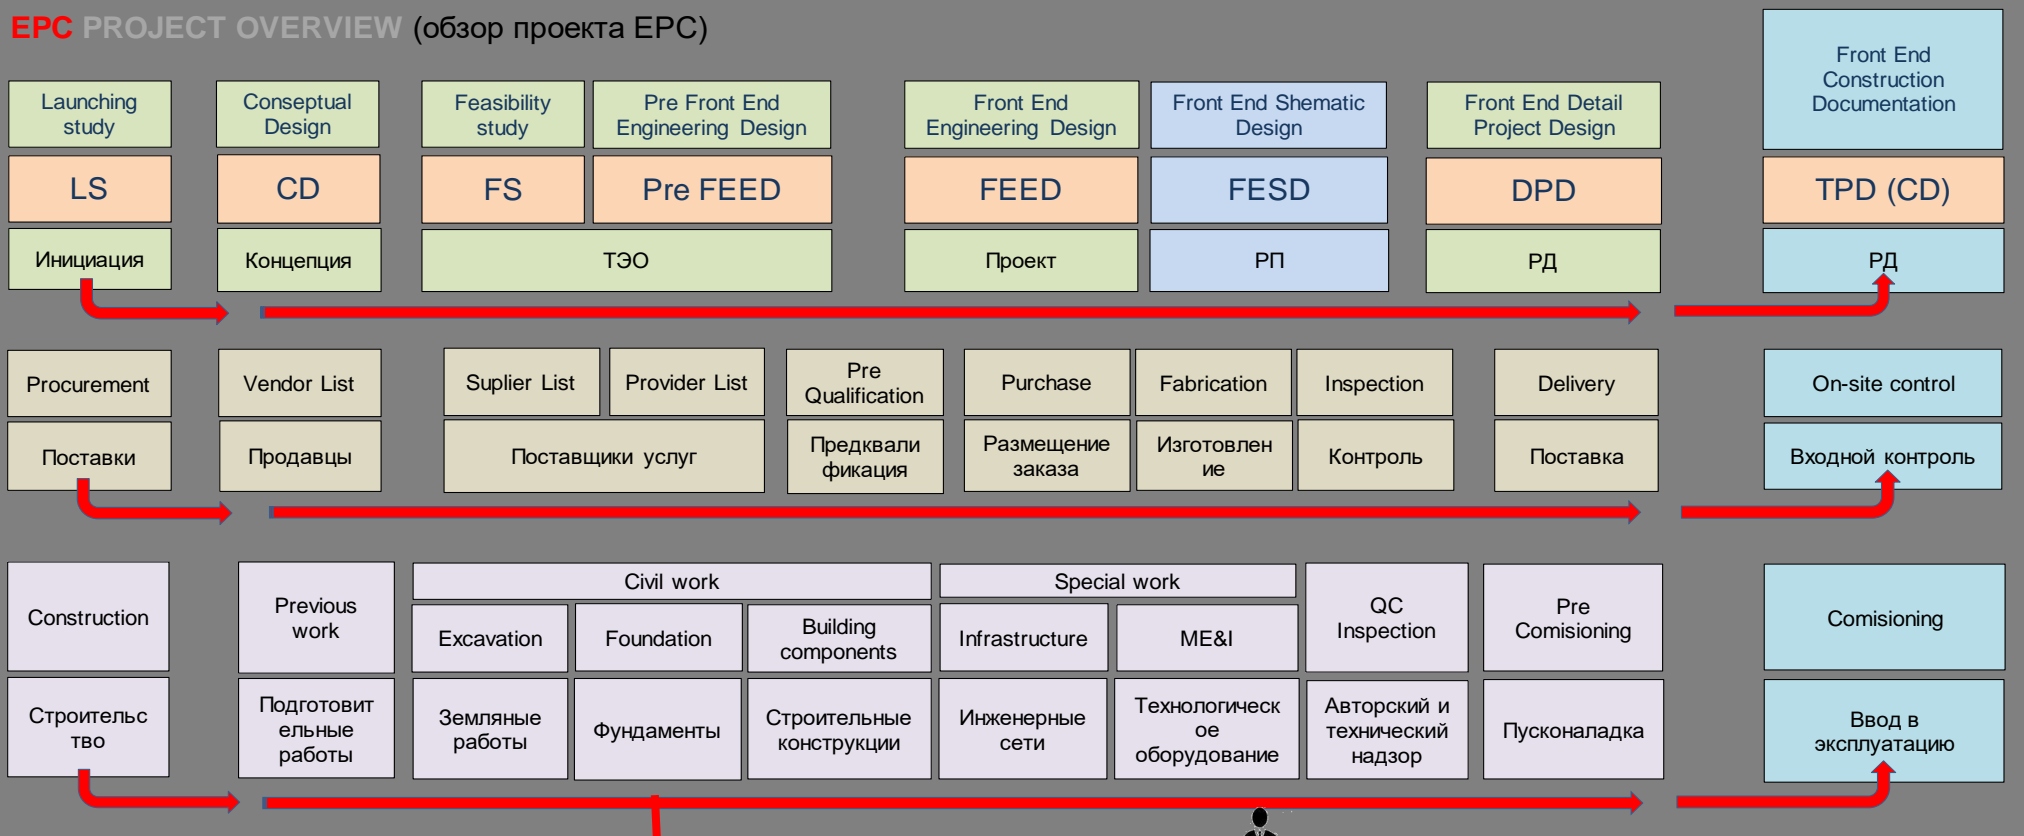 EPC PROJECT OVERVIEW (обзор проекта EPC)
Launching
study
Conseptual
Design
Feasibility
study
Pre Front End
Engineering Design
Front End
Engineering Design
Front End Shematic
Design
Front End Detail
Project Design
Front End
Construction
Documentation
LS
CD
FS
Pre FEED
FEED
FESD
DPD
TPD (CD)
Инициация
Концепция
ТЭО
Проект
РП
РД
РД
Procurement
Vendor List
Suplier List
Provider List
Pre
Qualification
Purchase
Fabrication
Inspection
Delivery
On-site control
Поставки
Продавцы
Поставщики услуг
Предквали
фикация
Размещение
заказа
Изготовлен
ие
Контроль
Поставка
Входной контроль
Construction
Previous
work
Civil work
Excavation
Foundation
Building
components
Special work
Infrastructure
ME&I
QC
Inspection
Pre
Comisioning
Comisioning
Строительс
тво
Подготовит
ельные
работы
Земляные
работы
Фундаменты
Строительные
конструкции
Инженерные
сети
Технологическ
ое
оборудование
Авторский и
технический
надзор
Пусконаладка
Ввод в
эксплуатацию